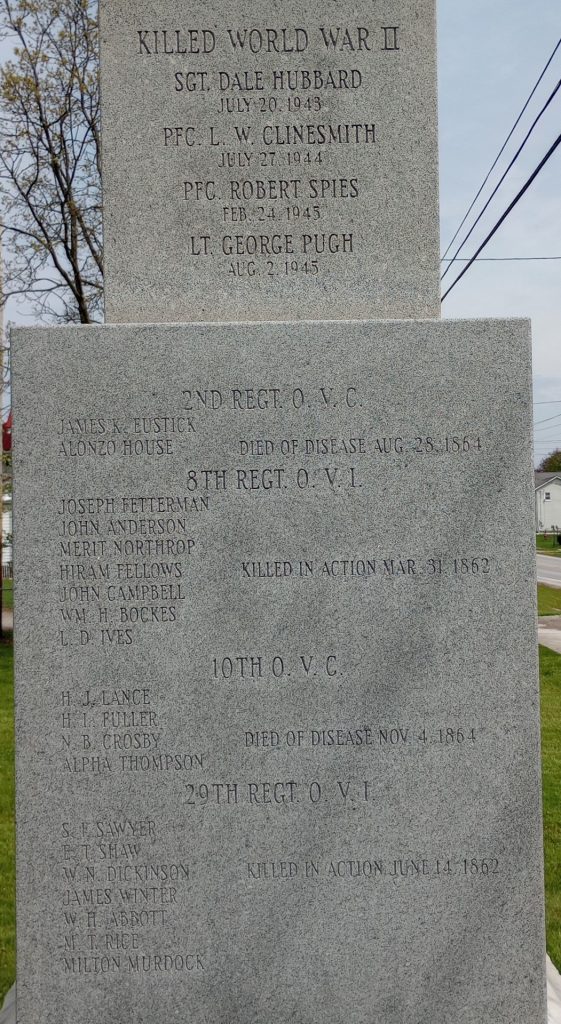 KILLED WORLD WAR II
SGT. DALE HUBBARD
JULY 20. 1943
PFC. L. W. CLINESMITH
JULY 27. 1944
PFC. ROBERT SPIES
FEB. 24. 1945
LT. GEORGE PUGH
AUG. 2. 1945
2ND REGT. O. V. C.
JAMES K. EUSTICK
ALONZO HOUSE DIED OF DISEASE AUG. 28, 1864
8TH REGT. O. V. I.
JOSEPH FETTERMAN
JOHN ANDERSON
MERIT NORTHROP
HIRAM FELLOWS KILLED IN ACTION MAR. 31, 1862
JOHN CAMPBELL
WM. H. BOCKES
L. D. IVES
10TH O. V. C.
H. J. LANCE
H. L. FULLER
N. B. CROSBY DIED OF DISEASE NOV. 4, 1864
ALPHA THOMPSON
29TH REGT. O. V. I.
S. F. SAWYER
E. T. SHAW
W. N. DICKINSON KILLED IN ACTION JUNE 14, 1862
JAMES WINTER
W. H. ABBOTT
M. T. RICE
MILTON MURDOCK